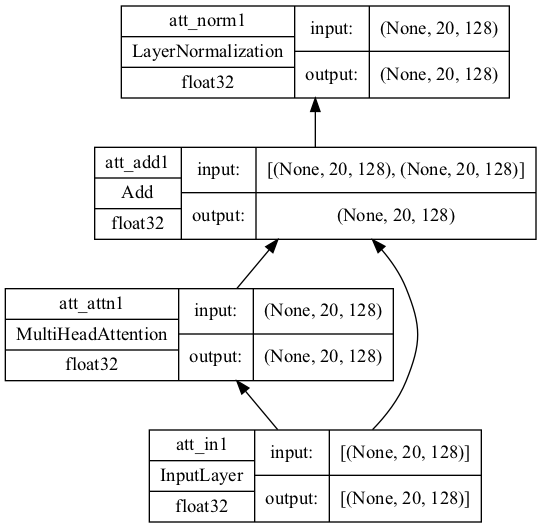 att_norm1
LayerNormalization
float32
input:
(None, 20, 128)
output:
(None, 20, 128)
att_add1
Add
float32
input:
[(None, 20, 128), (None, 20, 128)]
output:
(None, 20, 128)
att_attn1
MultiHeadAttention
float32
input:
(None, 20, 128)
output:
(None, 20, 128)
att_in1
InputLayer
float32
input:
[(None, 20, 128)]
output:
[(None, 20, 128)]